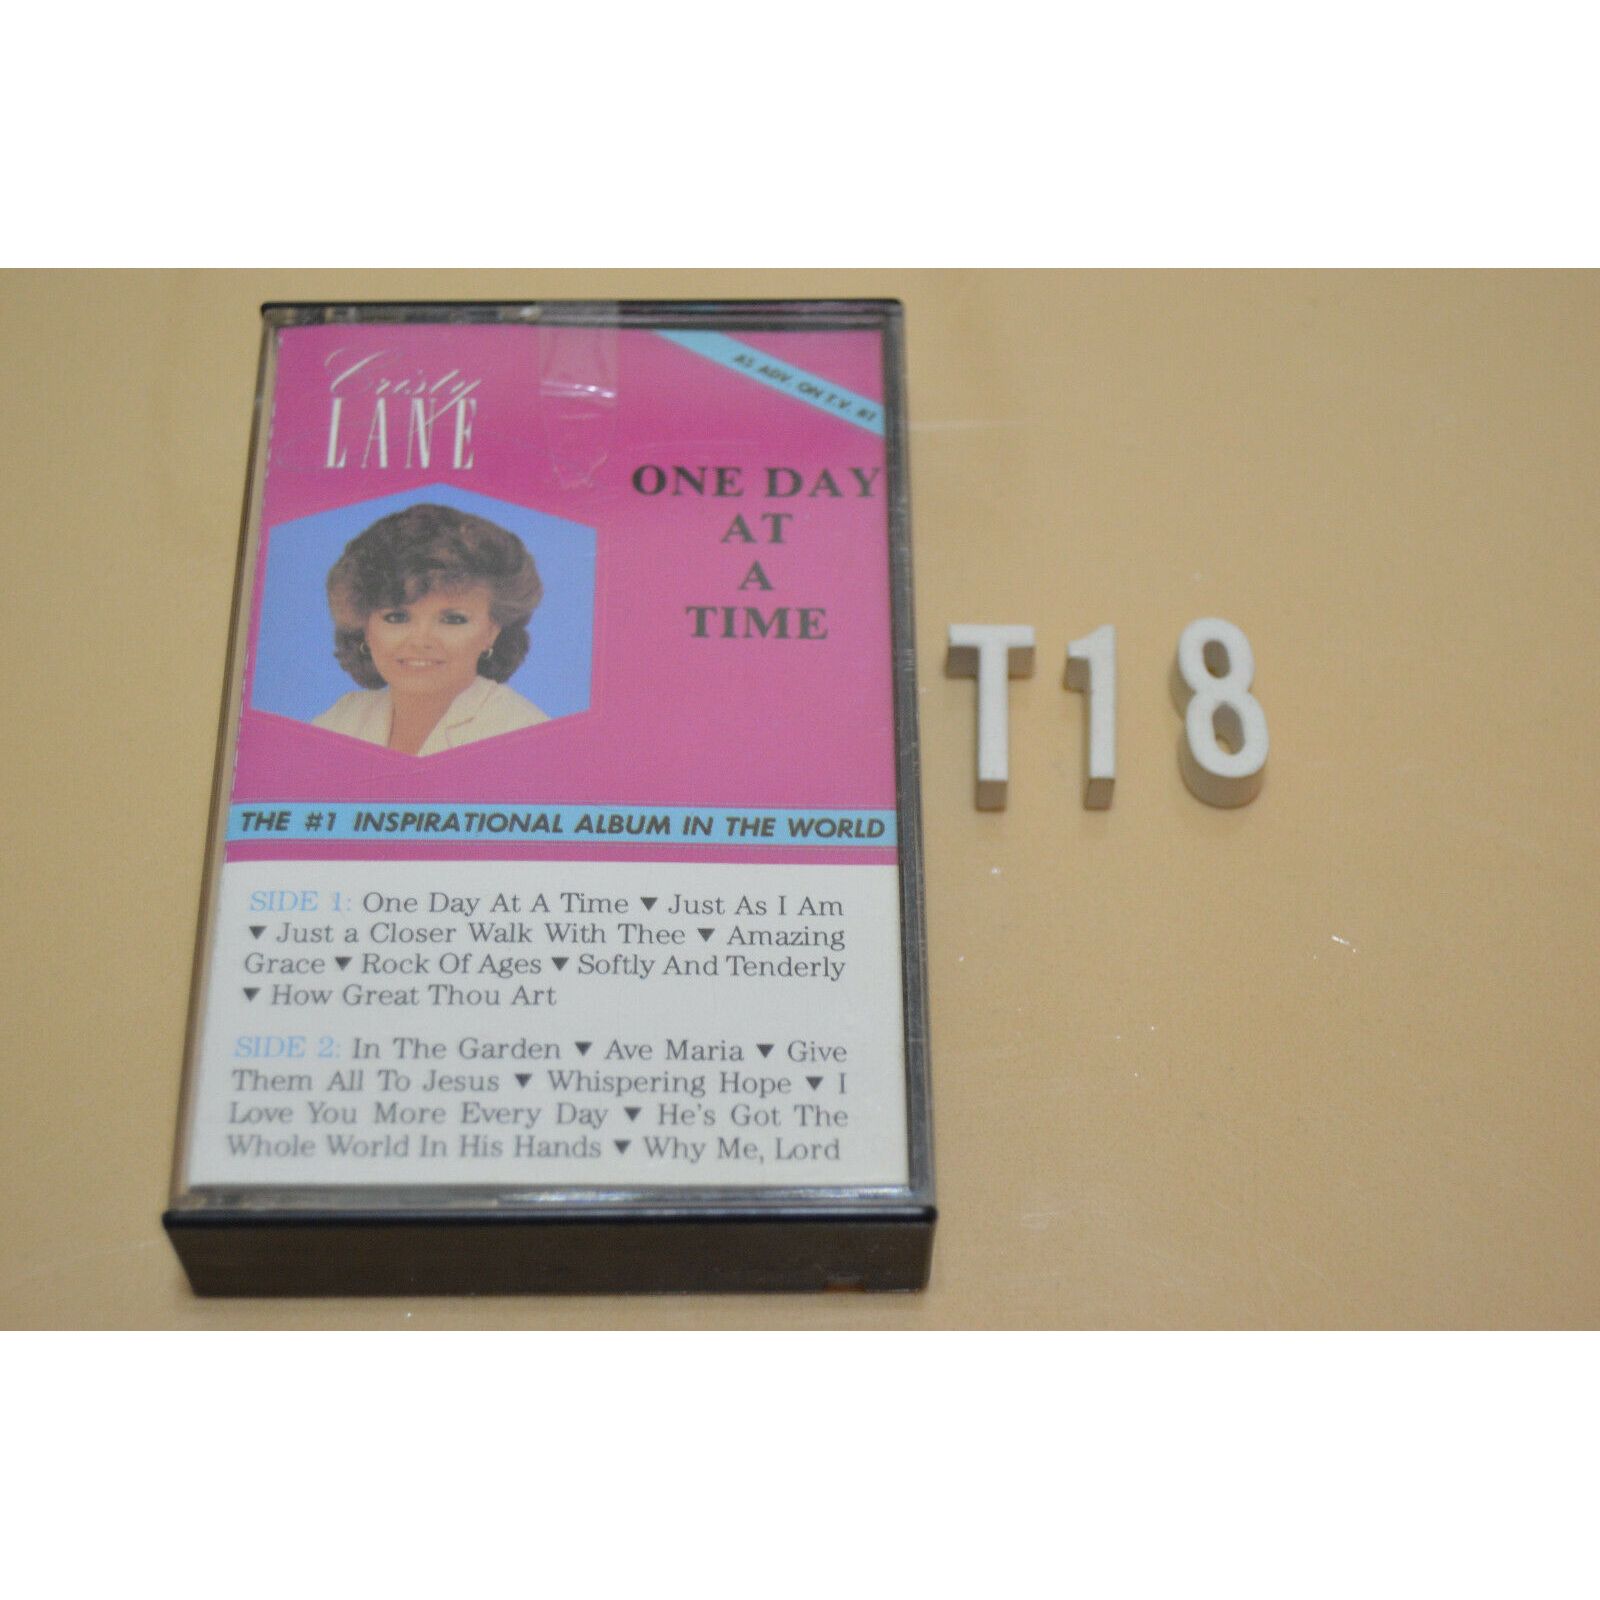 Cristy
LANE
AS ADV. ON T.V. #1
ONE DAY
AT
A
TIME
THE #1 INSPIRATIONAL ALBUM IN THE WORLD
SIDE 1: One Day At A Time ▼ Just As I Am
▼ Just a Closer Walk With Thee ▼ Amazing
Grace ▼ Rock Of Ages ▼ Softly And Tenderly
▼ How Great Thou Art
SIDE 2: In The Garden ▼ Ave Maria ▼ Give
Them All To Jesus ▼ Whispering Hope ▼ I
Love You More Every Day ▼ He's Got The
Whole World In His Hands ▼ Why Me, Lord
T18